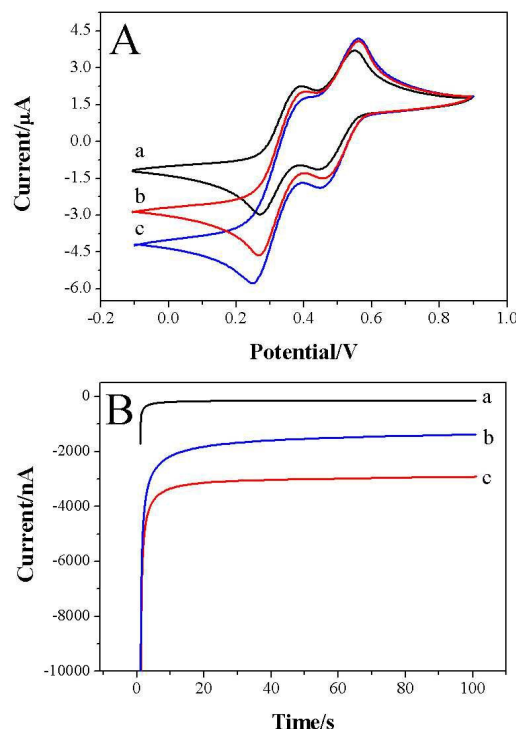 A
4.5
3.0
1.5
0.0
-1.5
-3.0
-4.5
-6.0
Current/μA
a
b
c
-0.2 0.0 0.2 0.4 0.6 0.8 1.0
Potential/V
B
0
-2000
-4000
-6000
-8000
-10000
Current/nA
a
b
c
0 20 40 60 80 100
Time/s